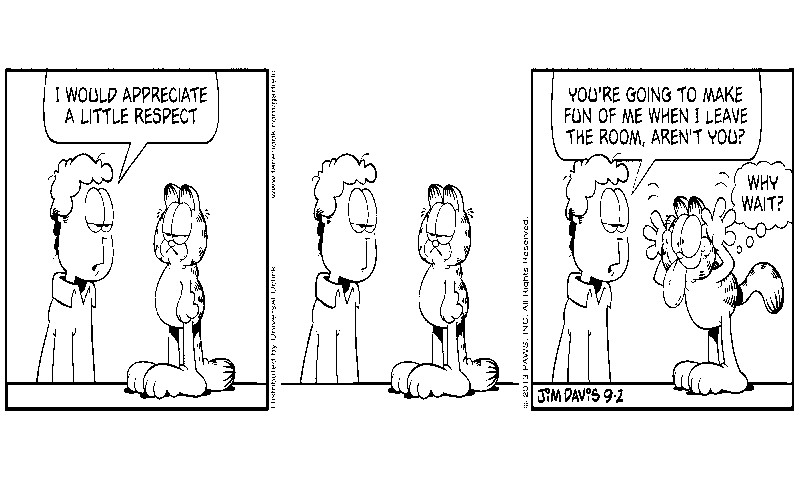 I WOULD APPRECIATE
A LITTLE RESPECT
Distributed by Universal Uclick
© 2013 PAWS, INC. All Rights Reserved.
YOU'RE GOING TO MAKE
FUN OF ME WHEN I LEAVE
THE ROOM, AREN'T YOU?
WHY
WAIT?
JIM DAVIS 9-2